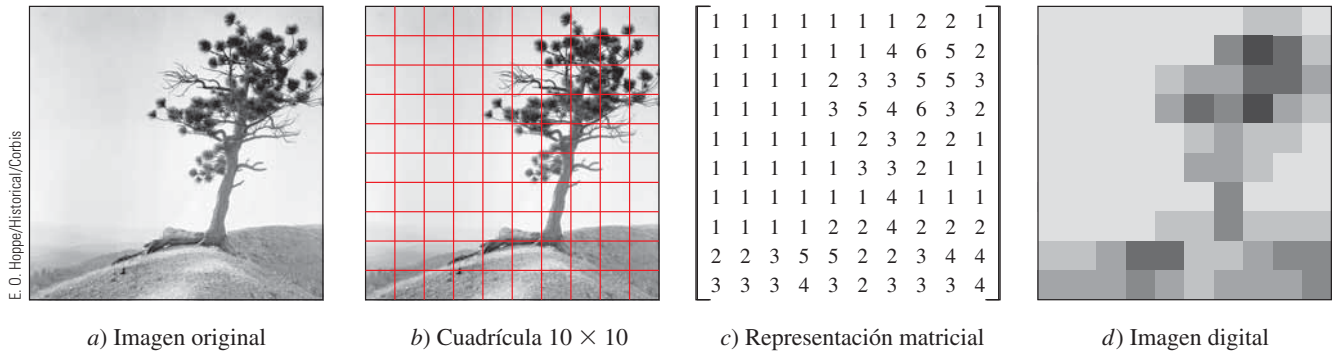 E. O. Hoppe/Historical/Corbis
1 1 1 1 1 1 1 2 2 1
1 1 1 1 1 1 4 6 5 2
1 1 1 1 2 3 3 5 5 3
1 1 1 1 3 5 4 6 3 2
1 1 1 1 1 2 3 2 2 1
1 1 1 1 1 3 3 2 1 1
1 1 1 1 1 1 4 1 1 1
1 1 1 1 2 2 4 2 2 2
2 2 3 5 5 2 2 3 4 4
3 3 3 4 3 2 3 3 3 4
a) Imagen original
b) Cuadrícula 10 × 10
c) Representación matricial
d) Imagen digital